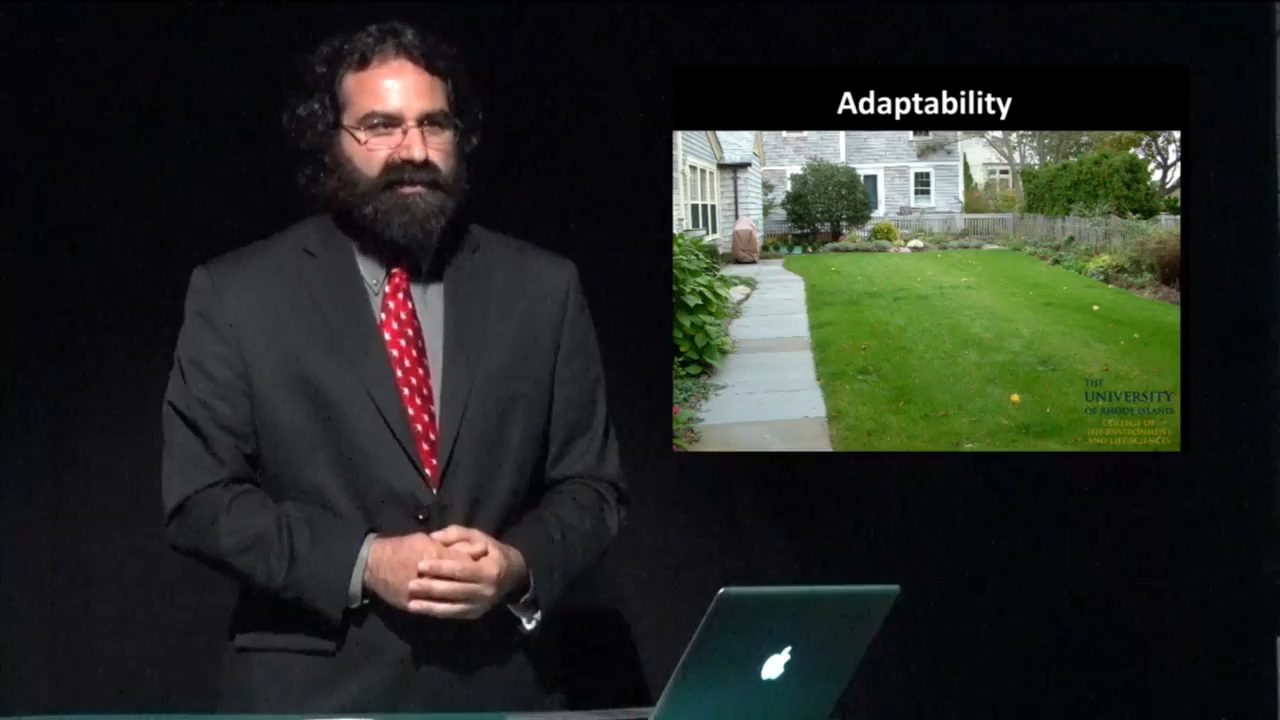 Adaptability
THE
UNIVERSITY
OF RHODE ISLAND
COLLEGE OF
THE ENVIRONMENT
AND LIFE SCIENCES